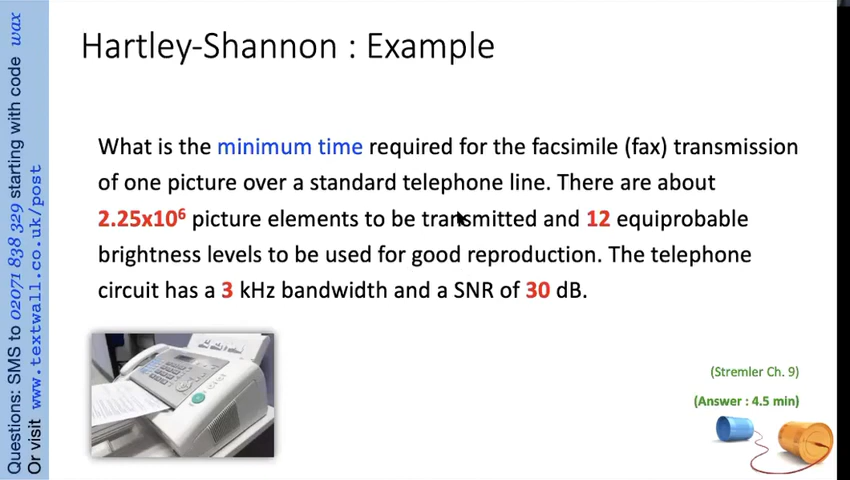 Questions: SMS to 02071 838 329 starting with code wax
Or visit www.textwall.co.uk/post
Hartley-Shannon : Example
What is the minimum time required for the facsimile (fax) transmission
of one picture over a standard telephone line. There are about
2.25x10⁶ picture elements to be transmitted and 12 equiprobable
brightness levels to be used for good reproduction. The telephone
circuit has a 3 kHz bandwidth and a SNR of 30 dB.
(Stremler Ch. 9)
(Answer : 4.5 min)